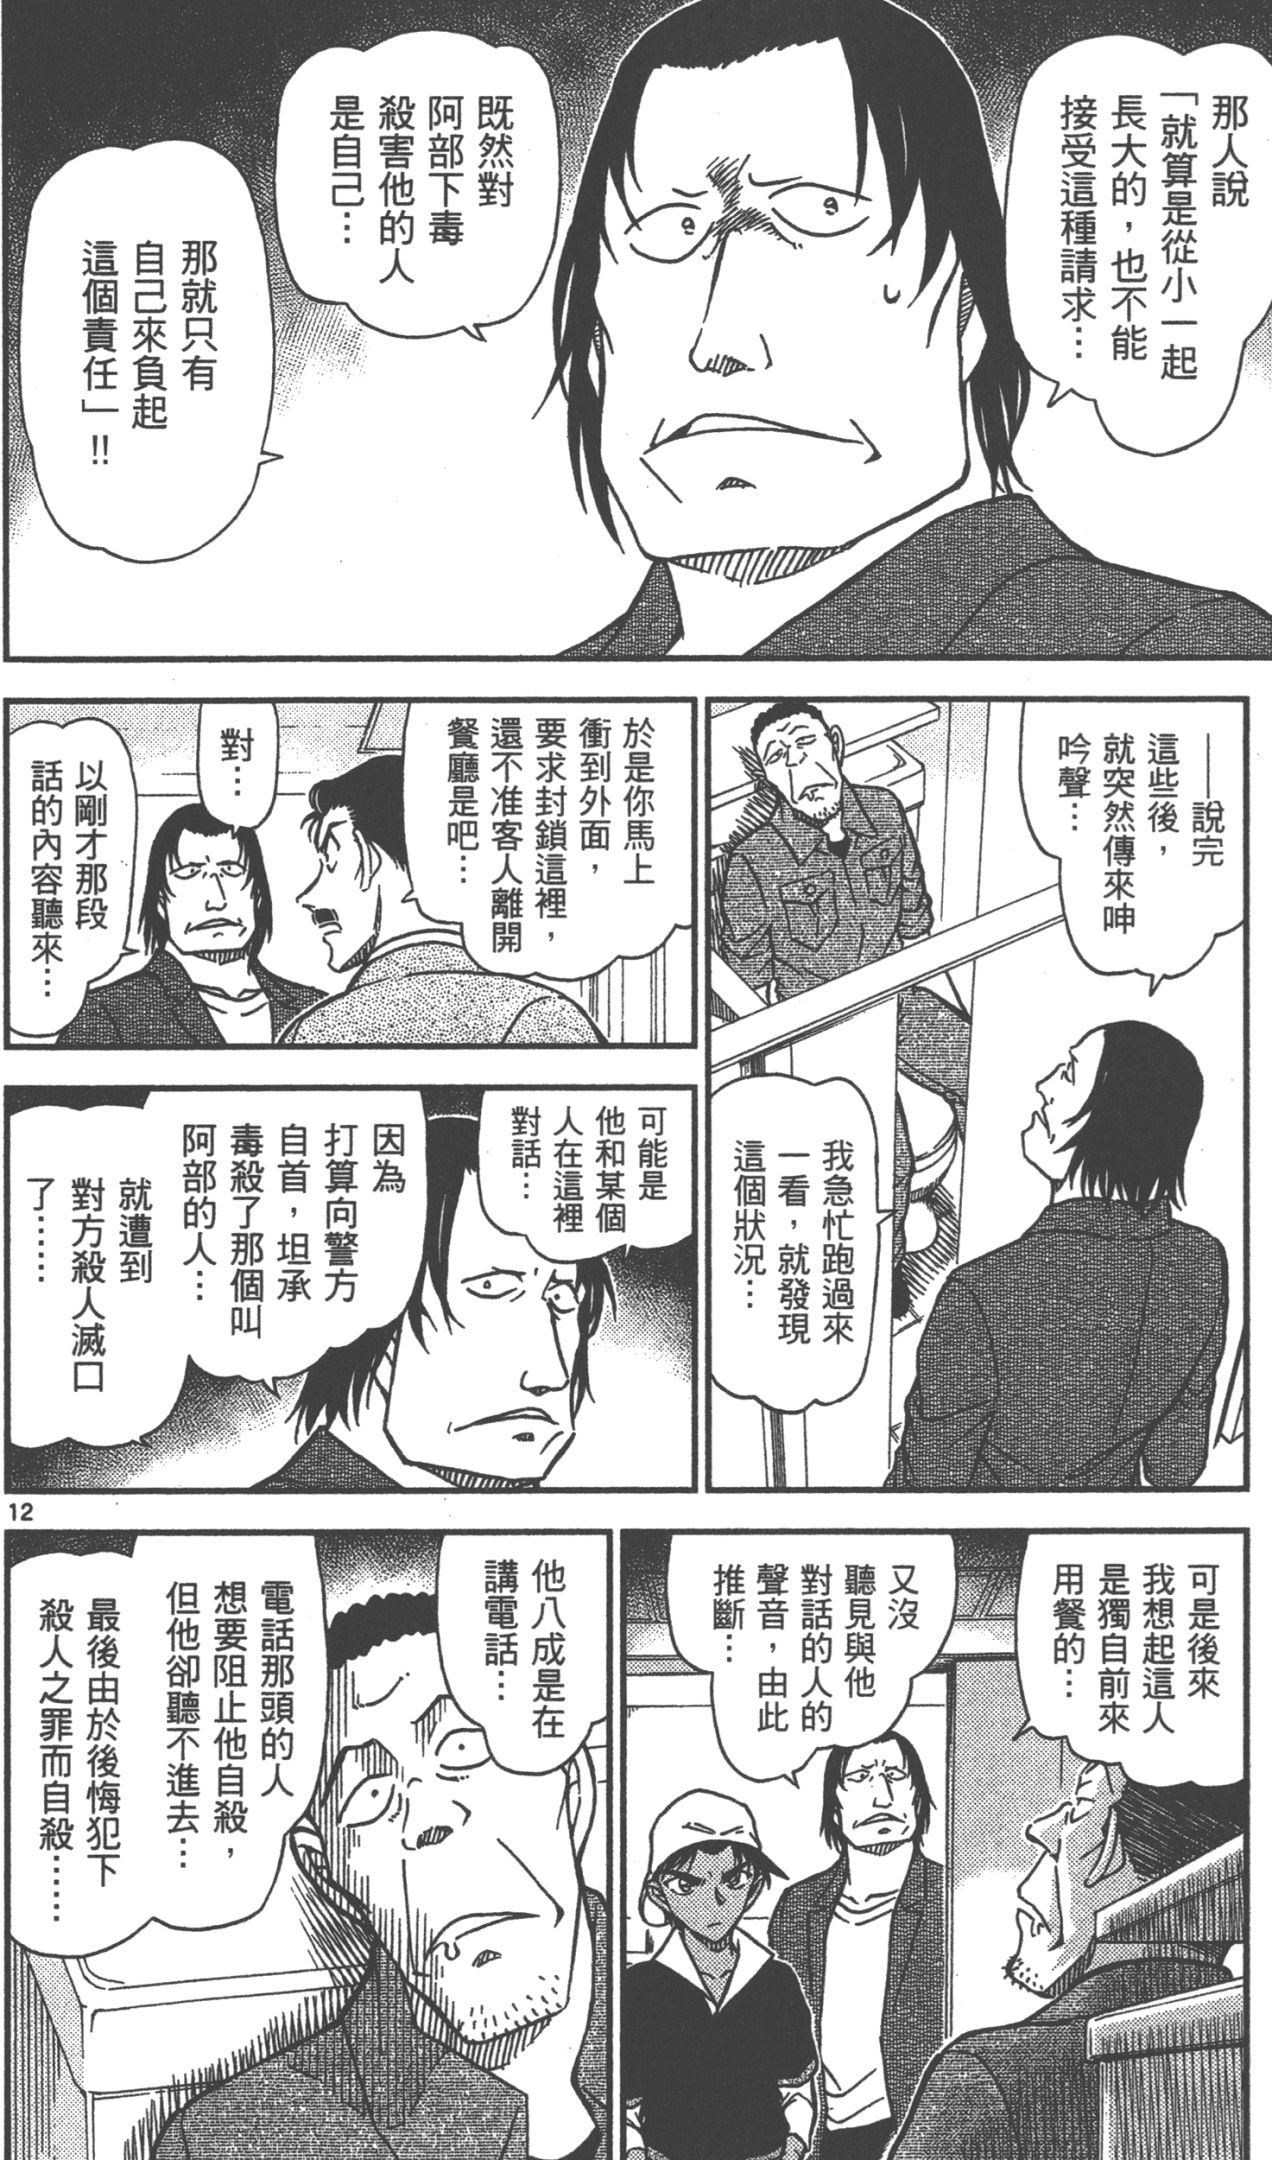 那人說
「就算是從小一起
長大的，也不能
接受這種請求…
既然對
阿部下毒
殺害他的人
是自己…
那就只有
自己來負起
這個責任」!!
——說完
這些後，
就突然傳來呻
吟聲…
我急忙跑過來
一看，就發現
這個狀況…
於是你馬上
衝到外面，
要求封鎖這裡，
還不准客人離開
餐廳是吧…
對…
以剛才那段
話的內容聽來…
可能是
他和某個
人在這裡
對話…
因為
打算向警方
自首，坦承
毒殺了那個叫
阿部的人…
就遭到
對方殺人滅口
了……
12
可是後來
我想起這人
是獨自前來
用餐的…
又沒
聽見與他
對話的人的
聲音，由此
推斷…
他八成是在
講電話…
電話那頭的人
想要阻止他自殺，
但他卻聽不進去…
最後由於後悔犯下
殺人之罪而自殺……